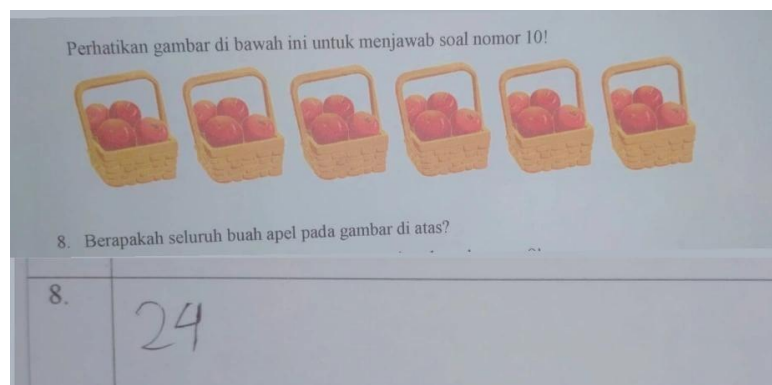 Perhatikan gambar di bawah ini untuk menjawab soal nomor 10!
8. Berapakah seluruh buah apel pada gambar di atas?
8.
24